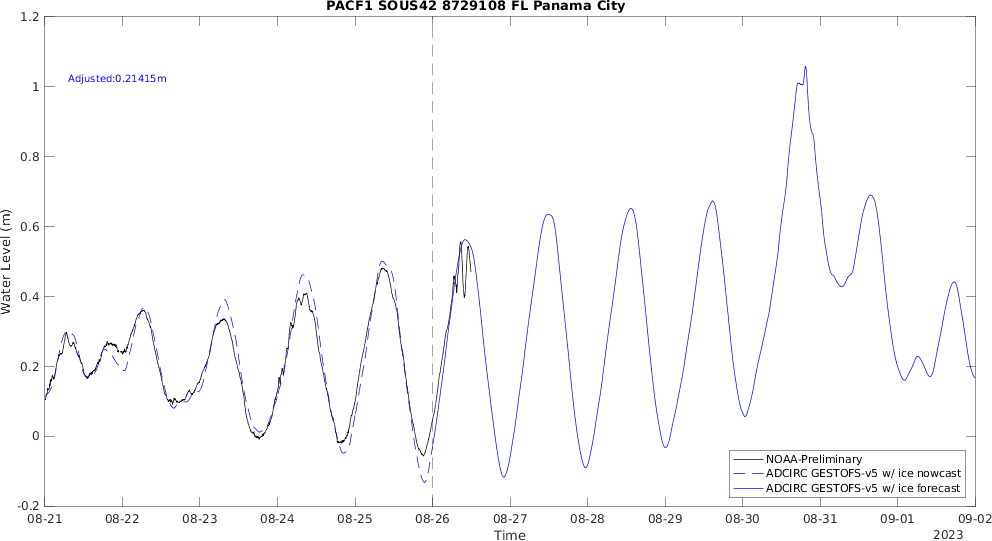 PACF1 SOUS42 8729108 FL Panama City
Adjusted:0.21415m
Water Level (m)
1.2
1
0.8
0.6
0.4
0.2
0
-0.2
NOAA-Preliminary
ADCIRC GESTOFS-v5 w/ ice nowcast
ADCIRC GESTOFS-v5 w/ ice forecast
08-21 08-22 08-23 08-24 08-25 08-26 08-27 08-28 08-29 08-30 08-31 09-01 09-02
Time
2023